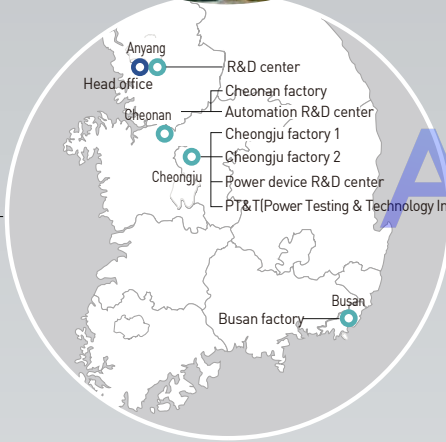 Anyang
R&D center
Head office
Cheonan factory
Cheonan
Automation R&D center
Cheongju factory 1
Cheongju factory 2
Cheongju
Power device R&D center
PT&T(Power Testing & Technology In
Busan
Busan factory
A